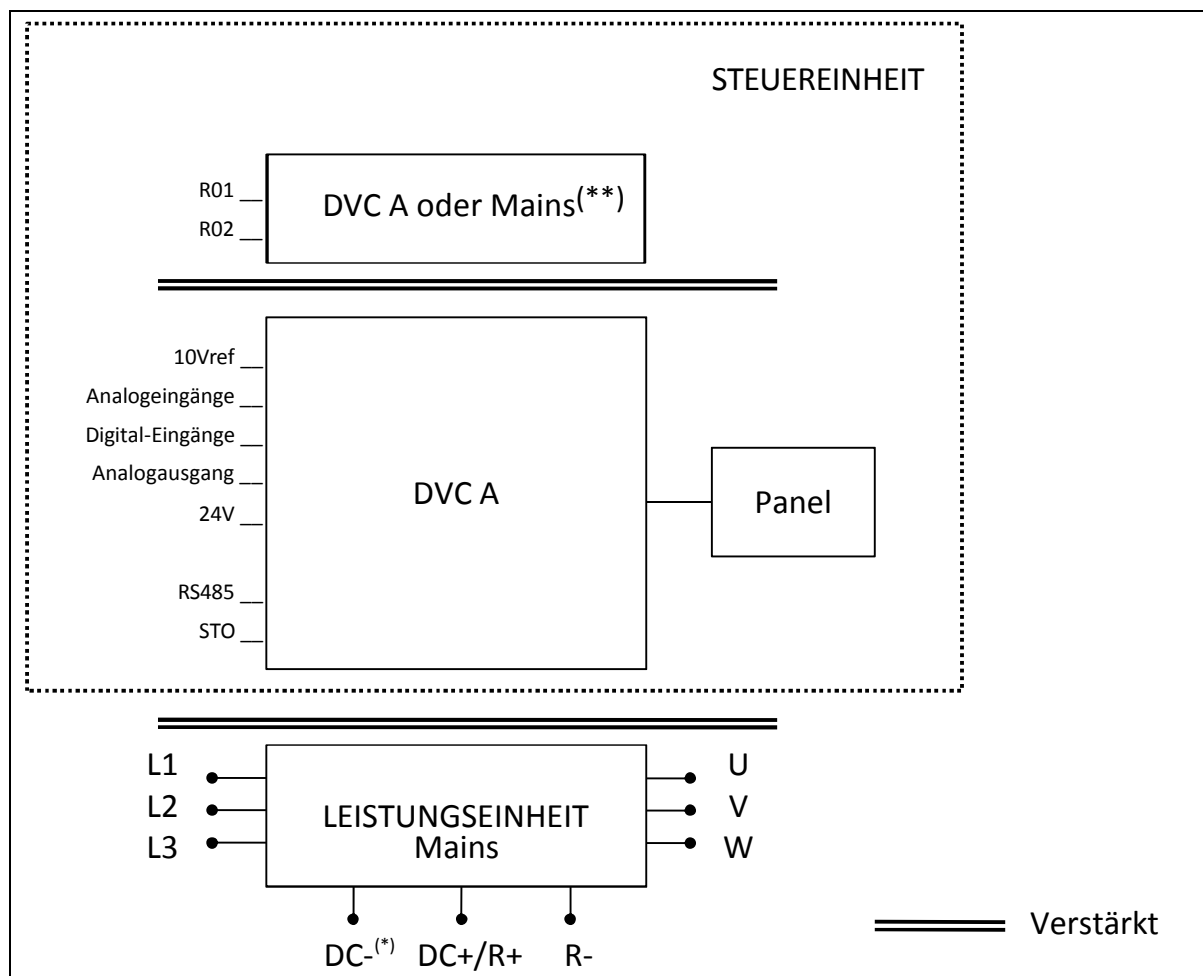 STEUEREINHEIT
R01
R02
DVC A oder Mains(**)
10Vref
Analogeingänge
Digital-Eingänge
Analogausgang
24V
RS485
STO
DVC A
Panel
L1
L2
L3
LEISTUNGSEINHEIT
Mains
U
V
W
DC-(*) DC+/R+ R-
Verstärkt